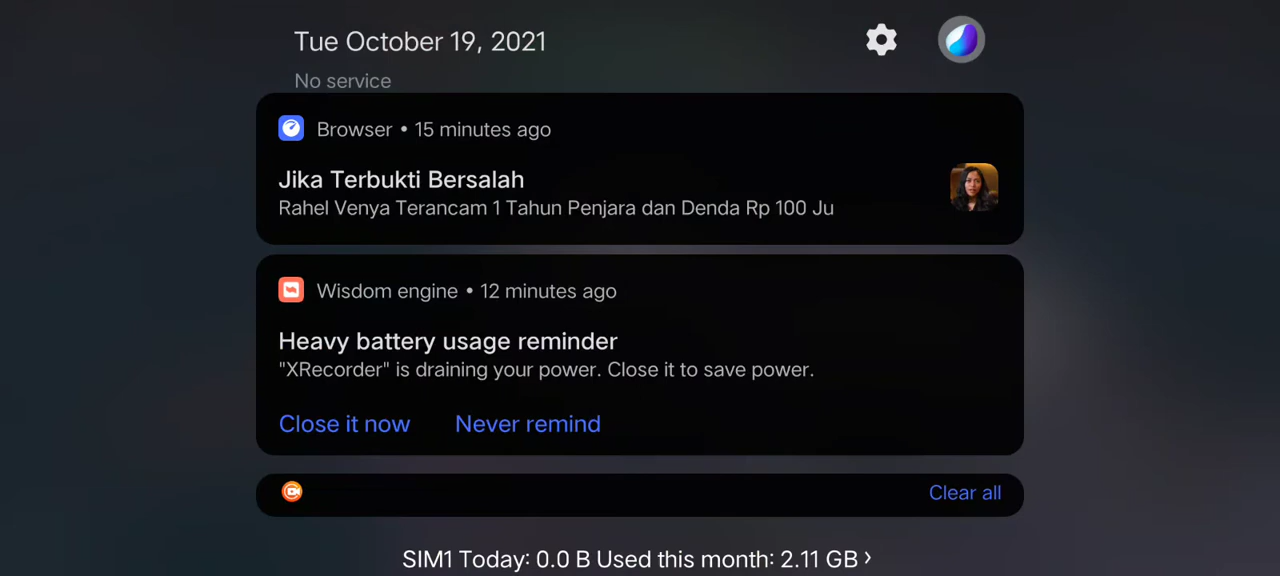 Tue October 19, 2021
No service
Browser • 15 minutes ago
Jika Terbukti Bersalah
Rahel Venya Terancam 1 Tahun Penjara dan Denda Rp 100 Ju
Wisdom engine • 12 minutes ago
Heavy battery usage reminder
"XRecorder" is draining your power. Close it to save power.
Close it now Never remind
Clear all
SIM1 Today: 0.0 B Used this month: 2.11 GB ›